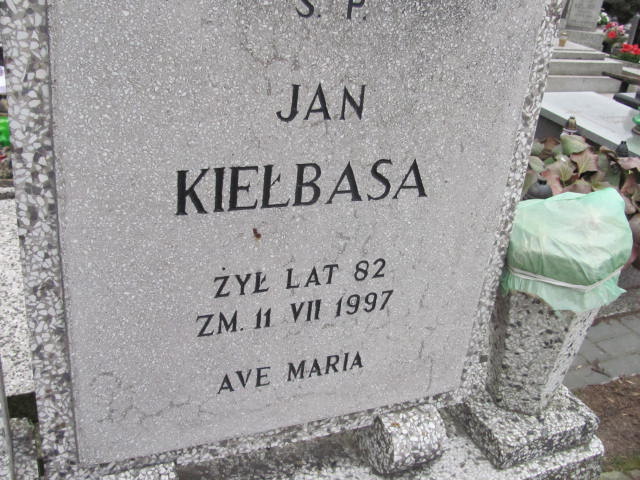 Ś. P.
JAN
KIEŁBASA
ŻYŁ LAT 82
ZM. 11 VII 1997
AVE MARIA